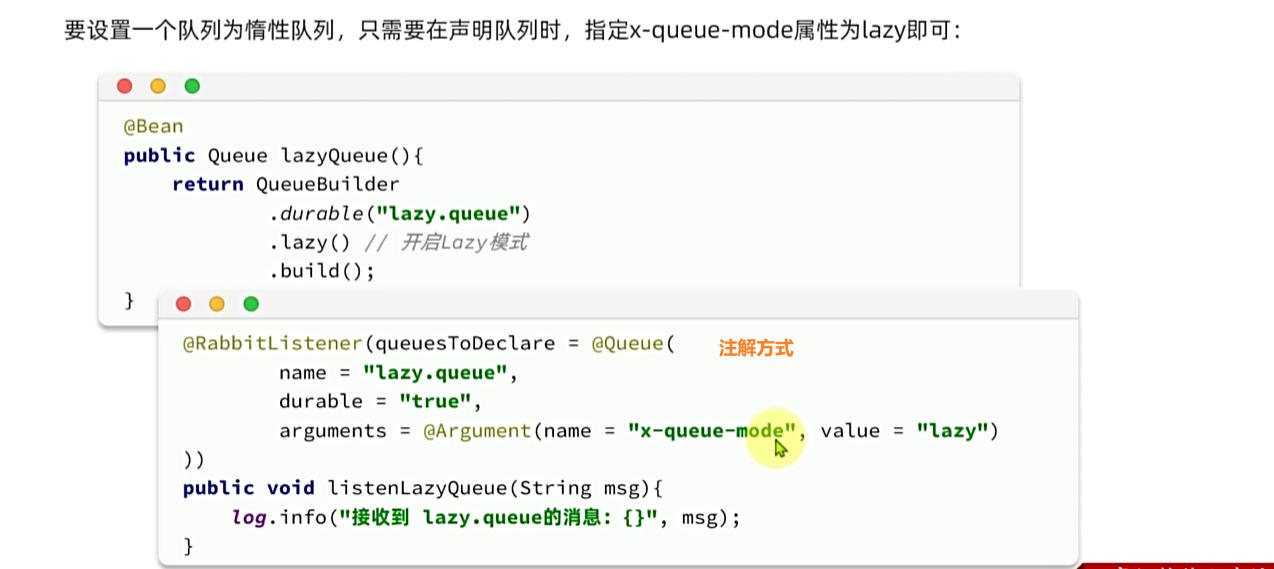 要设置一个队列为惰性队列，只需要在声明队列时，指定x-queue-mode属性为lazy即可：
@Bean
public Queue lazyQueue(){
return QueueBuilder
.durable("lazy.queue")
.lazy() // 开启Lazy模式
.build();
}
@RabbitListener(queuesToDeclare = @Queue(
注解方式
name = "lazy.queue",
durable = "true",
arguments = @Argument(name = "x-queue-mode", value = "lazy")
))
public void listenLazyQueue(String msg){
log.info("接收到 lazy.queue的消息：{}", msg);
}